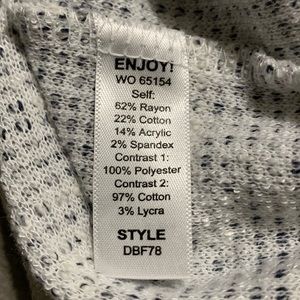 ENJOY!
WO 65154
Self:
62% Rayon
22% Cotton
14% Acrylic
2% Spandex
Contrast 1:
100% Polyester
Contrast 2:
97% Cotton
3% Lycra
STYLE
DBF78